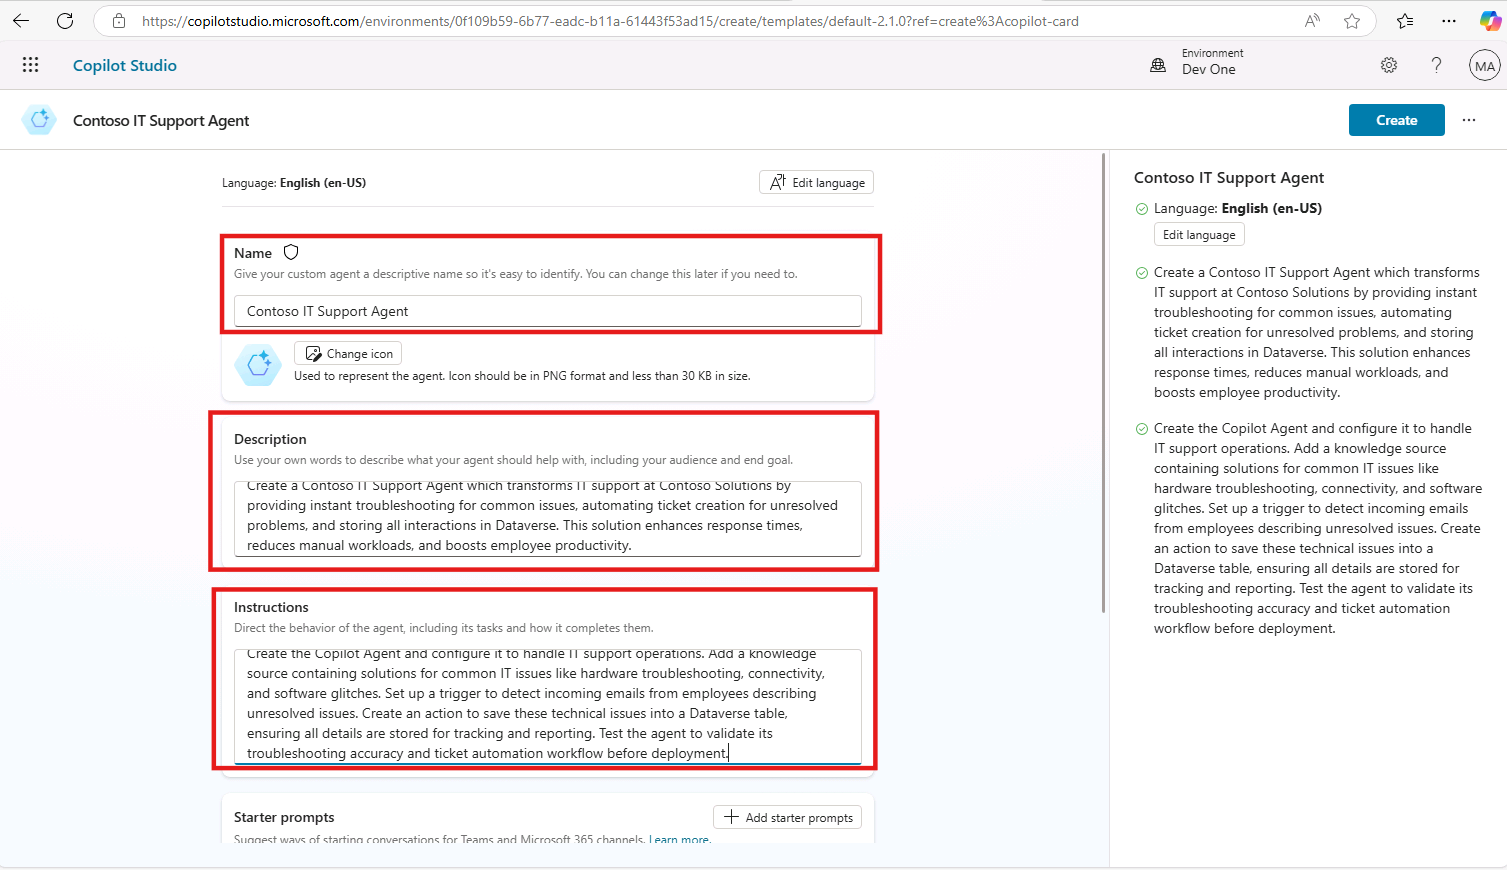 https://copilotstudio.microsoft.com/environments/0f109b59-6b77-eadc-b11a-61443f53ad15/create/templates/default-2.1.0?ref=create%3Acopilot-card
Copilot Studio
Environment
Dev One
MA
Contoso IT Support Agent
Create
Language: English (en-US)
Edit language
Name
Give your custom agent a descriptive name so it's easy to identify. You can change this later if you need to.
Contoso IT Support Agent
Change icon
Used to represent the agent. Icon should be in PNG format and less than 30 KB in size.
Description
Use your own words to describe what your agent should help with, including your audience and end goal.
Create a Contoso IT Support Agent which transforms IT support at Contoso Solutions by
providing instant troubleshooting for common issues, automating ticket creation for unresolved
problems, and storing all interactions in Dataverse. This solution enhances response times,
reduces manual workloads, and boosts employee productivity.
Instructions
Direct the behavior of the agent, including its tasks and how it completes them.
Create the Copilot Agent and configure it to handle IT support operations. Add a knowledge
source containing solutions for common IT issues like hardware troubleshooting, connectivity,
and software glitches. Set up a trigger to detect incoming emails from employees describing
unresolved issues. Create an action to save these technical issues into a Dataverse table,
ensuring all details are stored for tracking and reporting. Test the agent to validate its
troubleshooting accuracy and ticket automation workflow before deployment.
Starter prompts
Add starter prompts
Suggest ways of starting conversations for Teams and Microsoft 365 channels. Learn more.
Contoso IT Support Agent
Language: English (en-US)
Edit language
Create a Contoso IT Support Agent which transforms
IT support at Contoso Solutions by providing instant
troubleshooting for common issues, automating
ticket creation for unresolved problems, and storing
all interactions in Dataverse. This solution enhances
response times, reduces manual workloads, and
boosts employee productivity.
Create the Copilot Agent and configure it to handle
IT support operations. Add a knowledge source
containing solutions for common IT issues like
hardware troubleshooting, connectivity, and software
glitches. Set up a trigger to detect incoming emails
from employees describing unresolved issues. Create
an action to save these technical issues into a
Dataverse table, ensuring all details are stored for
tracking and reporting. Test the agent to validate its
troubleshooting accuracy and ticket automation
workflow before deployment.